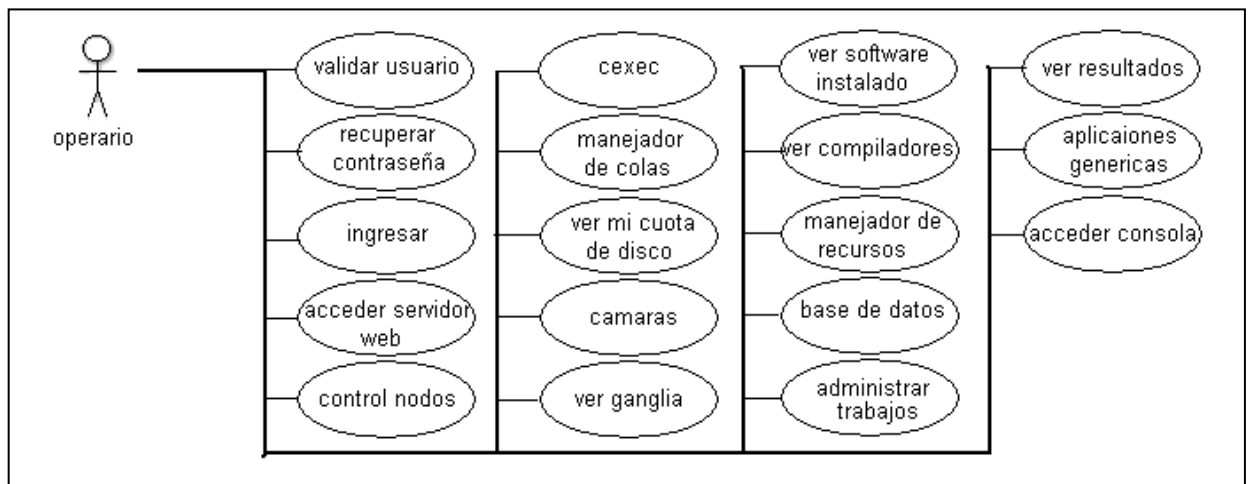 operario
validar usuario
recuperar
contraseña
ingresar
acceder servidor
web
control nodos
cexec
manejador
de colas
ver mi cuota
de disco
camaras
ver ganglia
ver software
instalado
ver compiladores
manejador de
recursos
base de datos
administrar
trabajos
ver resultados
aplicaiones
genericas
acceder consola